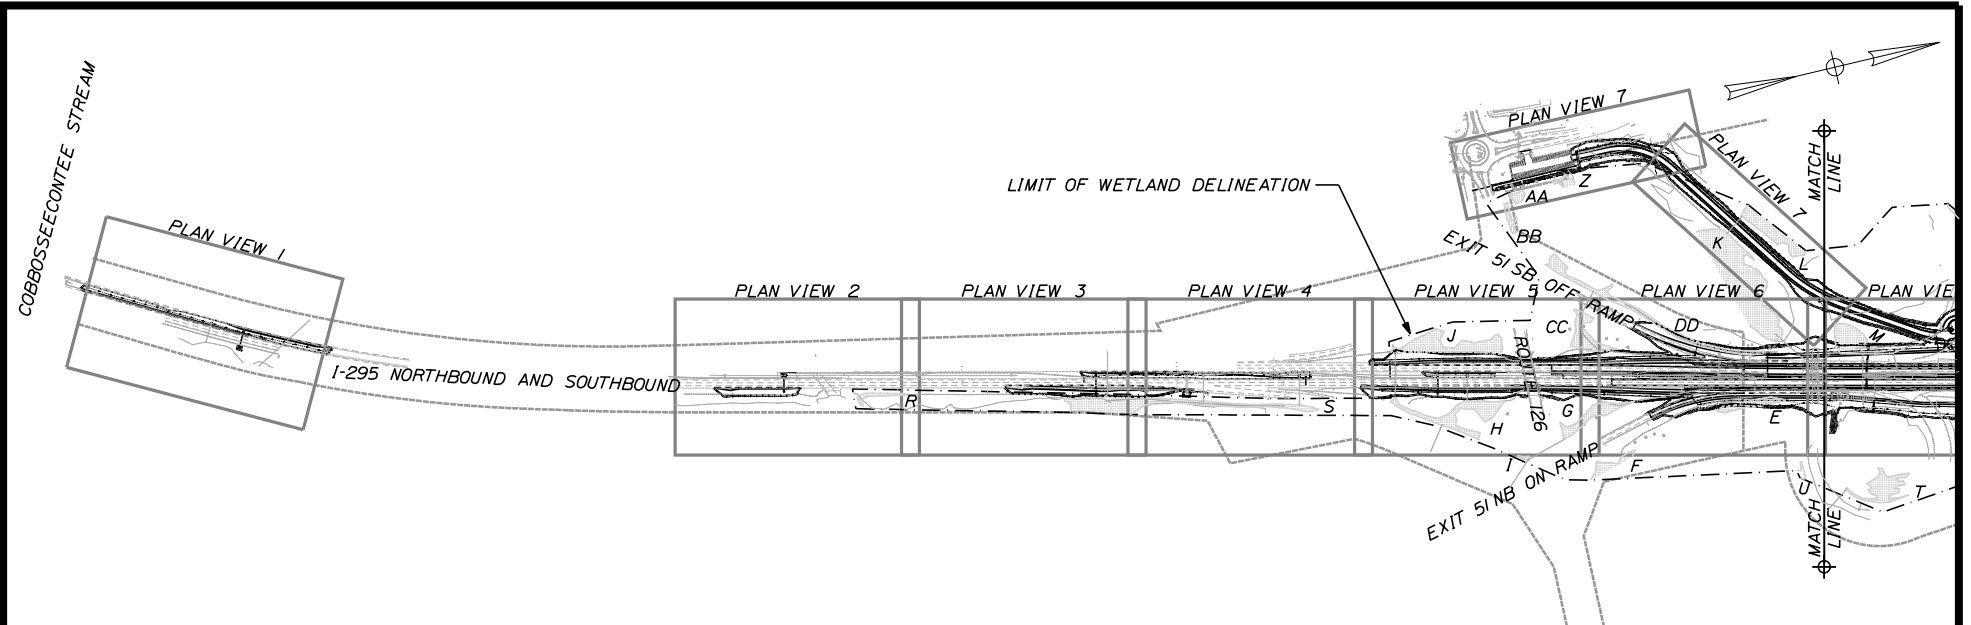 COBBOSSEECONTEE STREAM
PLAN VIEW 1
I-295 NORTHBOUND AND SOUTHBOUND
PLAN VIEW 2
PLAN VIEW 3
PLAN VIEW 4
PLAN VIEW 5
PLAN VIEW 6
PLAN VIE
LIMIT OF WETLAND DELINEATION
PLAN VIEW 7
PLAN VIEW 7
MATCH
LINE
AA
Z
BB
K
L
EXIT 51 SB OFF RAMP
J
CC
DD
M
ROUTE 126
R
S
H
G
E
I
F
EXIT 51 NB ON RAMP
U
T
MATCH
LINE